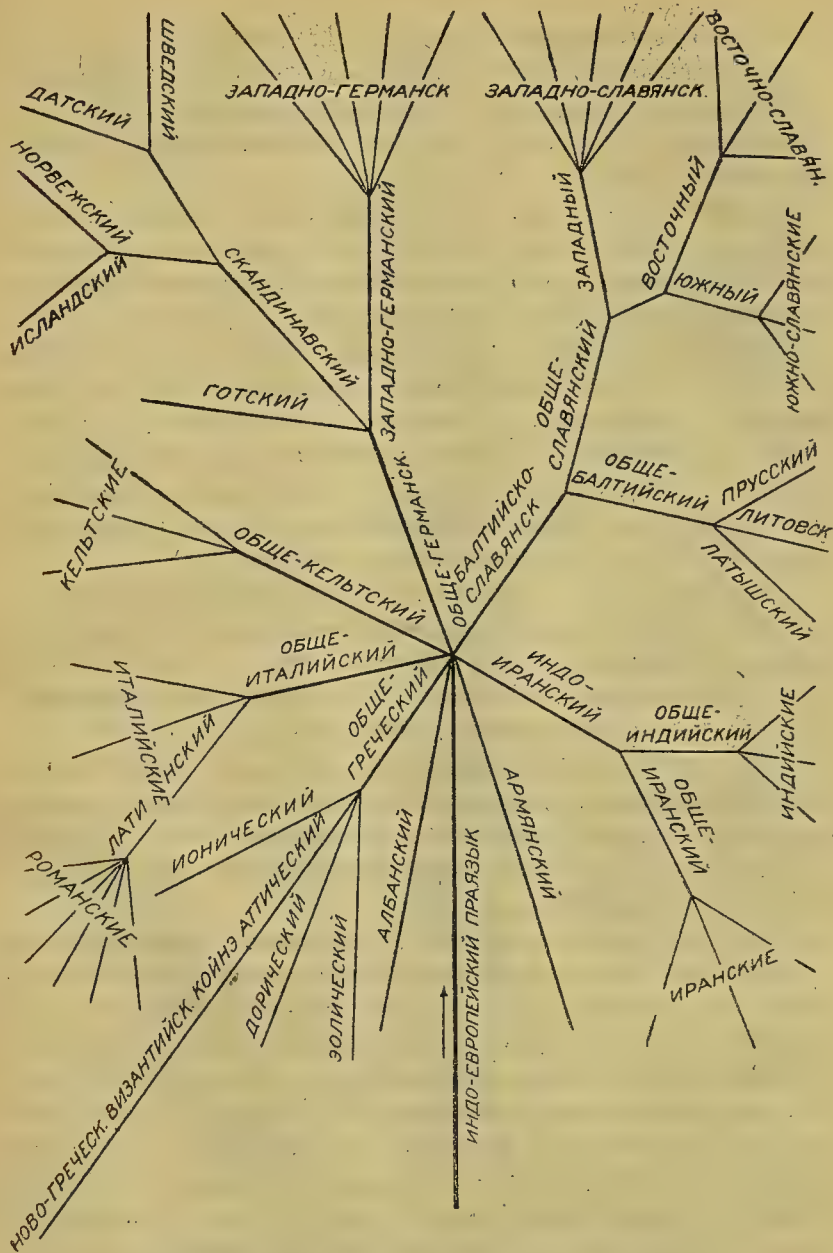 ШВЕДСКИЙ
ДАТСКИЙ
НОРВЕЖСКИЙ
ИСЛАНДСКИЙ
СКАНДИНАВСКИЙ
ГОТСКИЙ
ЗАПАДНО-ГЕРМАНСК
ЗАПАДНО-ГЕРМАНСКИЙ
ОБЩЕ-ГЕРМАНСК.
ЗАПАДНО-СЛАВЯНСК.
ЗАПАДНЫЙ
ВОСТОЧНО-СЛАВЯН.
ВОСТОЧНЫЙ
ЮЖНЫЙ
ЮЖНО-СЛАВЯНСКИЕ
ОБЩЕ-
СЛАВЯНСКИЙ
БАЛТИЙСКО-
СЛАВЯНСК
ОБЩЕ-
БАЛТИЙСКИЙ
ПРУССКИЙ
ЛИТОВСК
ЛАТЫШСКИЙ
КЕЛЬТСКИЕ
ОБЩЕ-КЕЛЬТСКИЙ
ОБЩЕ-
ИТАЛИЙСКИЙ
ИТАЛИЙСКИЕ
ЛАТИНСКИЙ
РОМАНСКИЕ
ОБЩЕ-
ГРЕЧЕСКИЙ
ИОНИЧЕСКИЙ
НОВО-ГРЕЧЕСК. ВИЗАНТИЙСК. КОЙНЭ АТТИЧЕСКИЙ
ДОРИЧЕСКИЙ
ЭОЛИЧЕСКИЙ
АЛБАНСКИЙ
ИНДО-ЕВРОПЕЙСКИЙ ПРАЯЗЫК
АРМЯНСКИЙ
ИНДО-
ИРАНСКИЙ
ОБЩЕ-
ИНДИЙСКИЙ
ИНДИЙСКИЕ
ОБЩЕ-
ИРАНСКИЙ
ИРАНСКИЕ